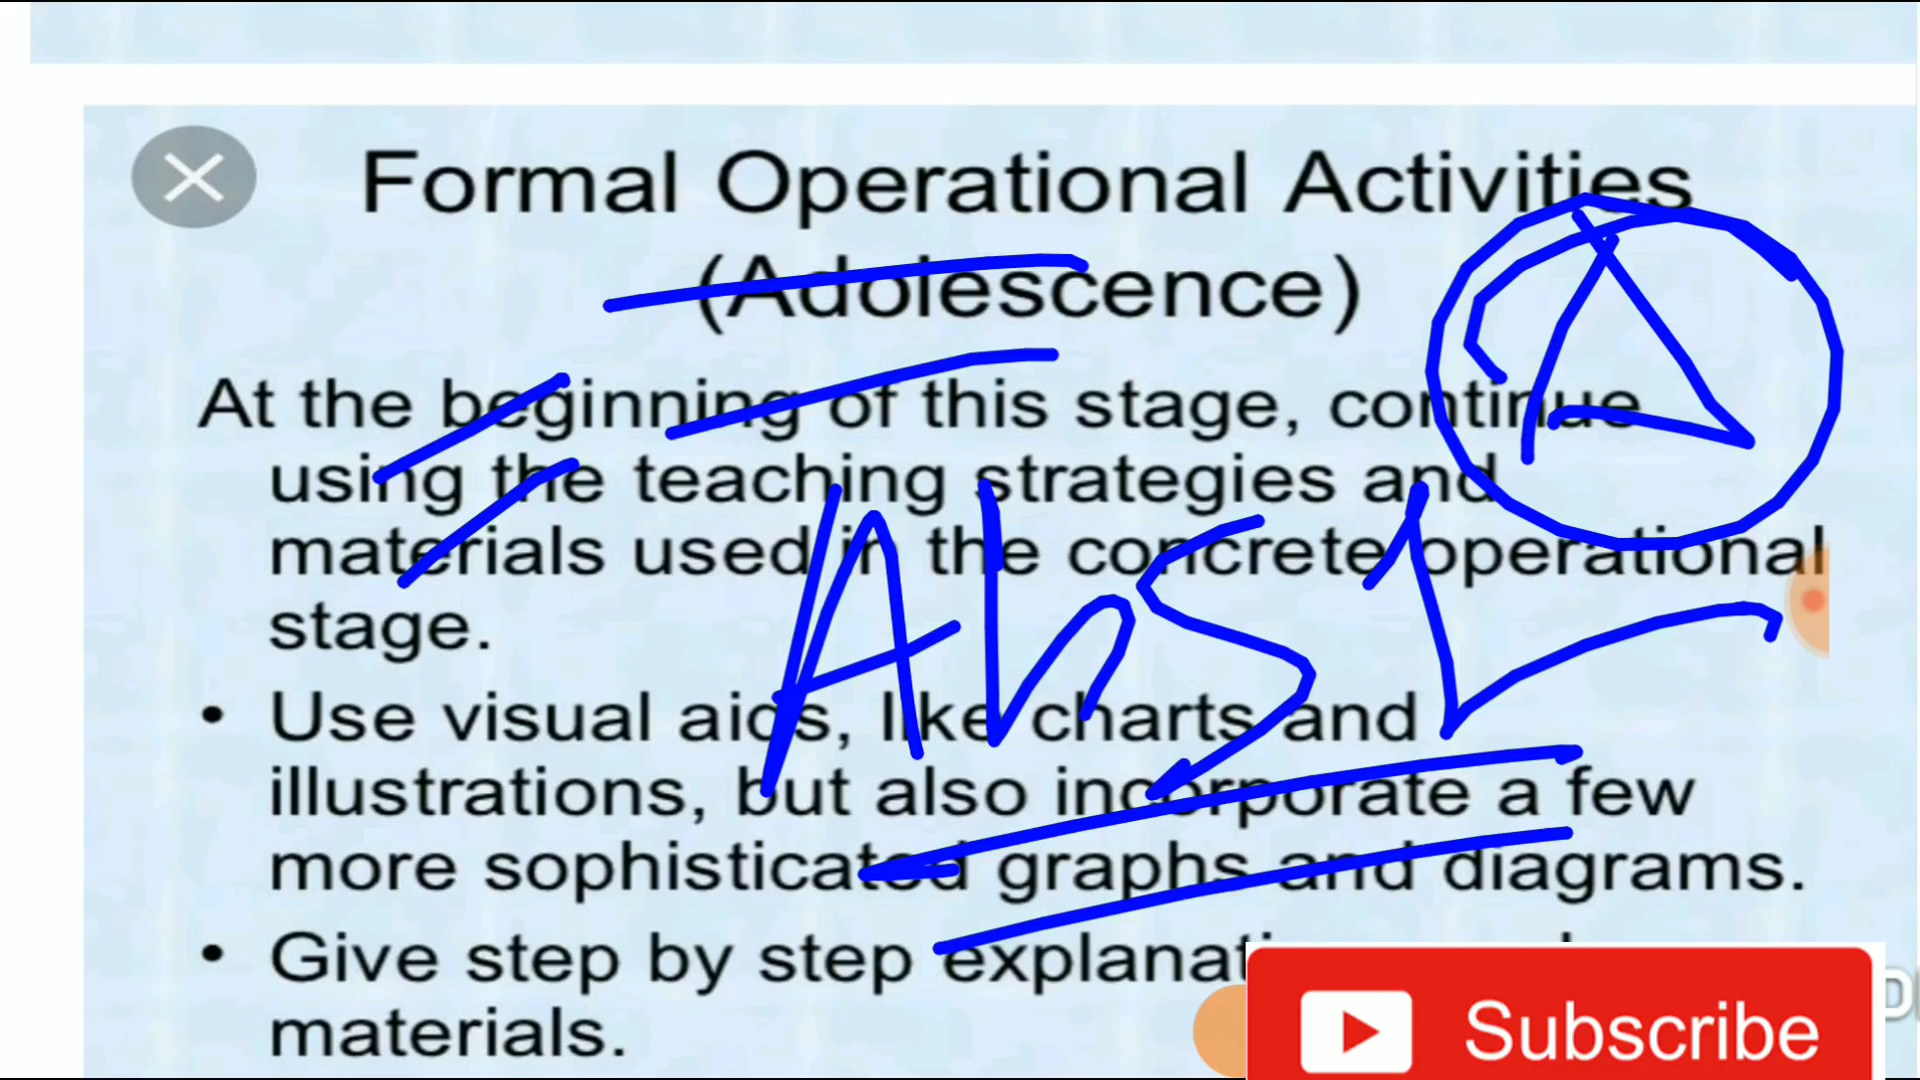 Formal Operational Activities
(Adolescence)
At the beginning of this stage, continue
using the teaching strategies and
materials used in the concrete operational
stage.
• Use visual aids, like charts and
illustrations, but also incorporate a few
more sophisticated graphs and diagrams.
• Give step by step
materials.
A
Subscribe